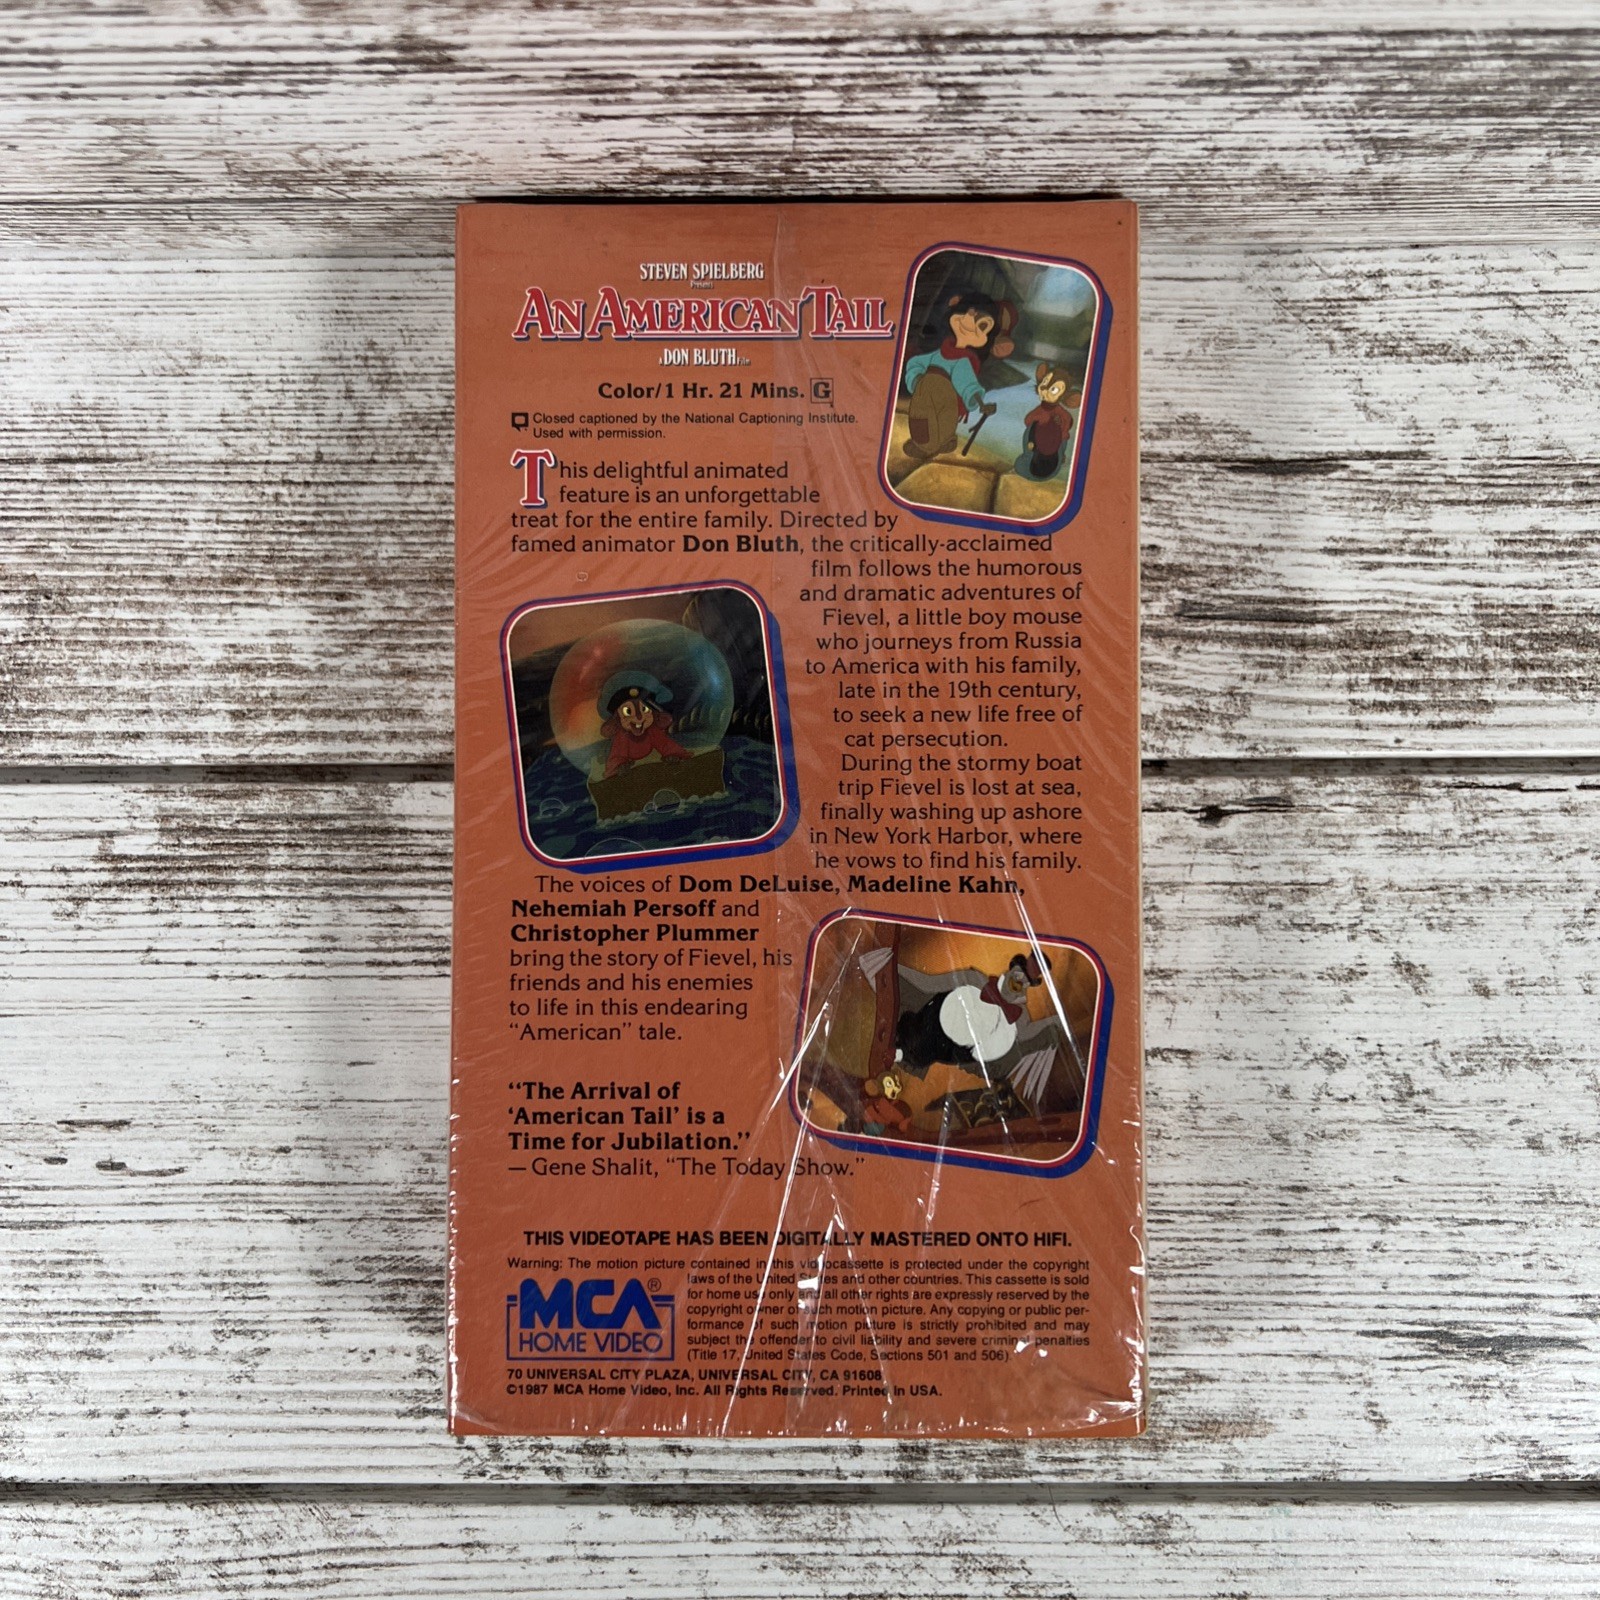 STEVEN SPIELBERG
Presents
AN AMERICAN TAIL
A DON BLUTH Film
Color/1 Hr. 21 Mins. G
Closed captioned by the National Captioning Institute.
Used with permission.
This delightful animated
feature is an unforgettable
treat for the entire family. Directed by
famed animator Don Bluth, the critically-acclaimed
film follows the humorous
and dramatic adventures of
Fievel, a little boy mouse
who journeys from Russia
to America with his family,
late in the 19th century,
to seek a new life free of
cat persecution.
During the stormy boat
trip Fievel is lost at sea,
finally washing up ashore
in New York Harbor, where
he vows to find his family.
The voices of Dom DeLuise, Madeline Kahn,
Nehemiah Persoff and
Christopher Plummer
bring the story of Fievel, his
friends and his enemies
to life in this endearing
“American” tale.
“The Arrival of
‘American Tail’ is a
Time for Jubilation.”
— Gene Shalit, “The Today Show.”
THIS VIDEOTAPE HAS BEEN DIGITALLY MASTERED ONTO HIFI.
Warning: The motion picture contained in this videocassette is protected under the copyright
laws of the United States and other countries. This cassette is sold
for home use only and all other rights are expressly reserved by the
copyright owner of such motion picture. Any copying or public per-
formance of such motion picture is strictly prohibited and may
subject the offender to civil liability and severe criminal penalties
(Title 17, United States Code, Sections 501 and 506).
MCA®
HOME VIDEO
70 UNIVERSAL CITY PLAZA, UNIVERSAL CITY, CA 91608
©1987 MCA Home Video, Inc. All Rights Reserved. Printed in USA.